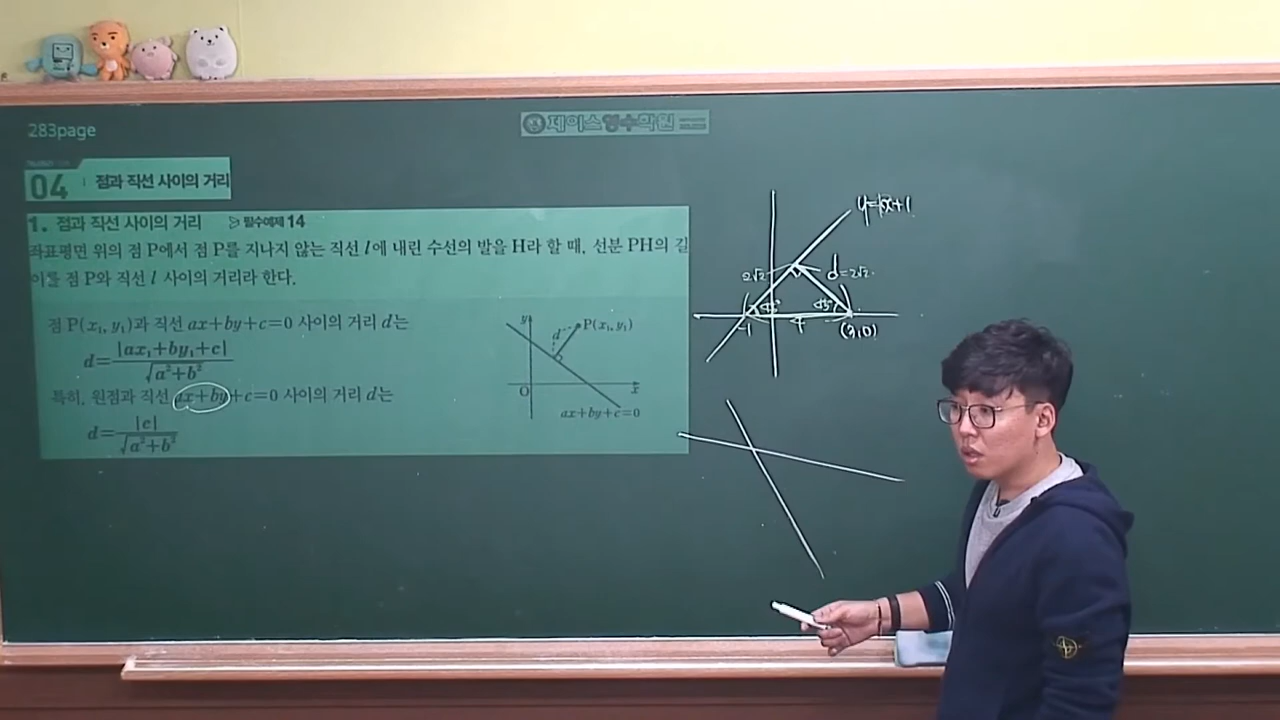 283page
제이스영수학원
04 점과 직선 사이의 거리
1. 점과 직선 사이의 거리 필수예제 14
좌표평면 위의 점 P에서 점 P를 지나지 않는 직선 l에 내린 수선의 발을 H라 할 때, 선분 PH의 길
이를 점 P와 직선 l 사이의 거리라 한다.
점 P(x₁, y₁)과 직선 ax+by+c=0 사이의 거리 d는
d=|ax₁+by₁+c|/√(a²+b²)
특히, 원점과 직선 ax+by+c=0 사이의 거리 d는
d=|c|/√(a²+b²)
y
P(x₁, y₁)
d
O
x
ax+by+c=0
2√2
d=2√2
45°
45°
-1
4
(3,0)